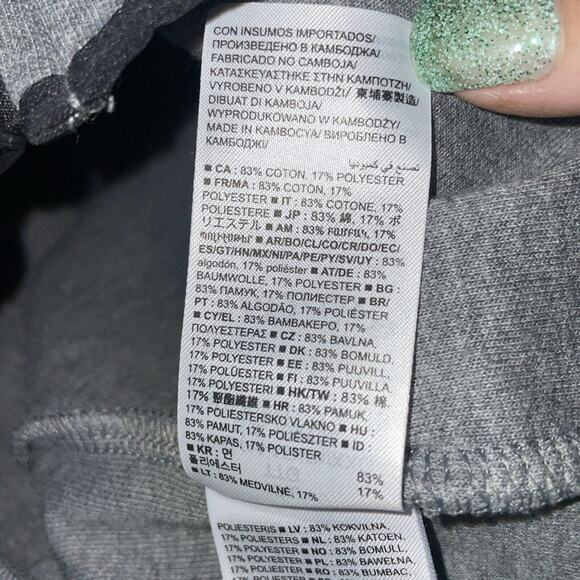 CON INSUMOS IMPORTADOS/
ПРОИЗВЕДЕНО В КАМБОДЖА/
FABRICADO NO CAMBOJA/
ΚΑΤΑΣΚΕΥΑΣΤΗΚΕ ΣΤΗΝ ΚΑΜΠΟΤΖΗ/
VYROBENO V KAMBODŽI/ 柬埔寨製造/
DIBUAT DI KAMBOJA/
WYPRODUKOWANO W KAMBODŻY/
MADE IN KAMBOCYA/ ВИРОБЛЕНО В
КАМБОДЖІ/
تصنع في كمبوديا
■ CA : 83% COTON, 17% POLYESTER
■ FR/MA : 83% COTON, 17%
POLYESTER ■ IT : 83% COTONE, 17%
POLIESTERE ■ JP : 83% 綿, 17% ポ
リエステル ■ AM : 83% ԲԱՄԲԱԿ, 17%
■ AR/BO/CL/CO/CR/DO/EC/
ES/GT/HN/MX/NI/PA/PE/PY/SV/UY : 83%
algodón, 17% poliéster ■ AT/DE : 83%
BAUMWOLLE, 17% POLYESTER ■ BG :
83% ПАМУК, 17% ПОЛИЕСТЕР ■ BR/
PT : 83% ALGODÃO, 17% POLIÉSTER
■ CY/EL : 83% ΒΑΜΒΑΚΕΡΟ, 17%
ΠΟΛΥΕΣΤΕΡΑΣ ■ CZ : 83% BAVLNA,
17% POLYESTER ■ DK : 83% BOMULD,
17% POLYESTER ■ EE : 83% PUUVILL,
17% POLÜESTER ■ FI : 83% PUUVILLA,
17% POLYESTERI ■ HK/TW : 83% 棉,
17% 聚酯纖維 ■ HR : 83% PAMUK,
17% POLIESTERSKO VLAKNO ■ HU :
83% PAMUT, 17% POLIÉSZTER ■ ID :
83% KAPAS, 17% POLISTER
■ KR : 면 83%
폴리에스터 17%
■ LT : 83% MEDVILNĖ, 17%
POLIESTERIS ■ LV : 83% KOKVILNA,
17% POLIESTERS ■ NL : 83% KATOEN,
17% POLYESTER ■ NO : 83% BOMULL,
17% POLYESTER ■ PL : 83% BAWEŁNA,
17% POLIESTER ■ RO : 83% BUMBAC,